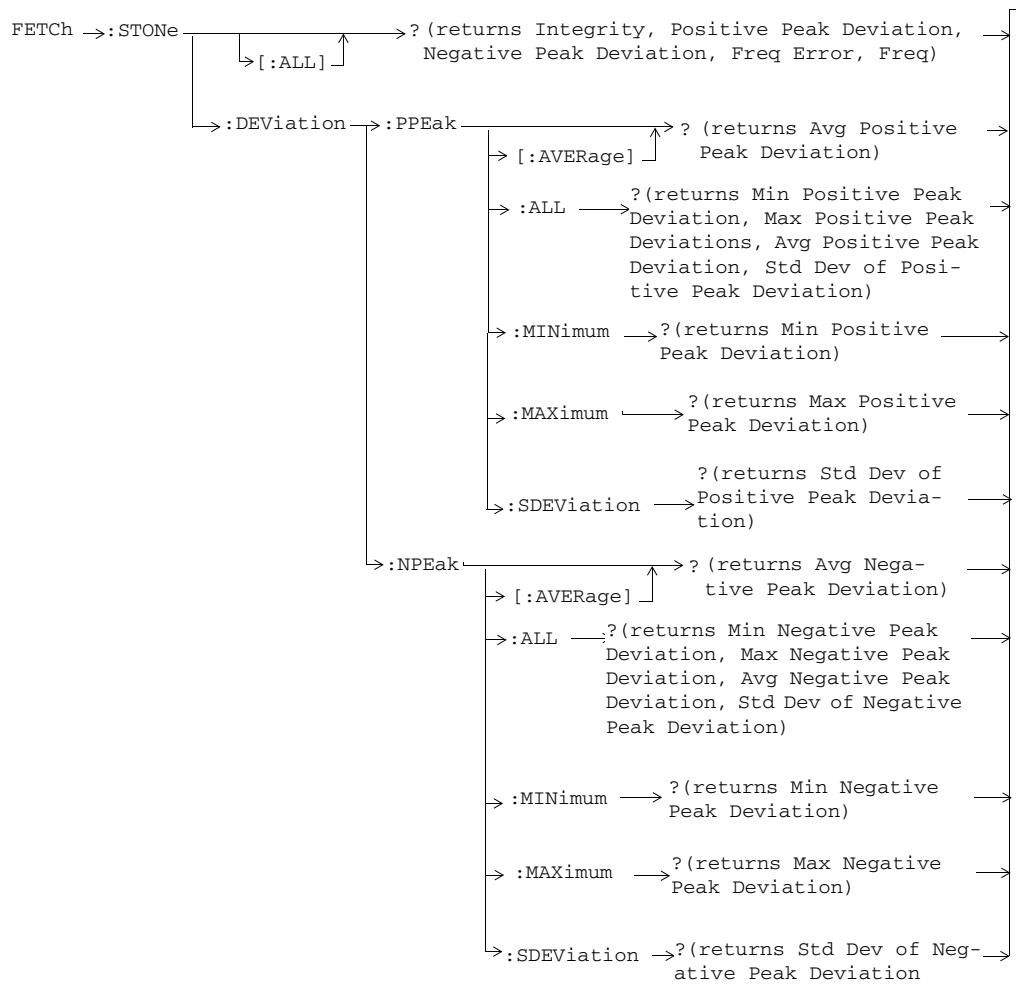 FETCh :STONe ?(returns Integrity, Positive Peak Deviation,
Negative Peak Deviation, Freq Error, Freq)
[:ALL]
:DEViation :PPEak ? (returns Avg Positive
Peak Deviation)
[:AVERage]
:ALL ?(returns Min Positive Peak
Deviation, Max Positive Peak
Deviations, Avg Positive Peak
Deviation, Std Dev of Posi-
tive Peak Deviation)
:MINimum ?(returns Min Positive
Peak Deviation)
:MAXimum ?(returns Max Positive
Peak Deviation)
:SDEViation ?(returns Std Dev of
Positive Peak Devia-
tion)
:NPEak ? (returns Avg Nega-
tive Peak Deviation)
[:AVERage]
:ALL ?(returns Min Negative Peak
Deviation, Max Negative Peak
Deviation, Avg Negative Peak
Deviation, Std Dev of Negative
Peak Deviation)
:MINimum ?(returns Min Negative
Peak Deviation)
:MAXimum ?(returns Max Negative
Peak Deviation)
:SDEViation ?(returns Std Dev of Neg-
ative Peak Deviation